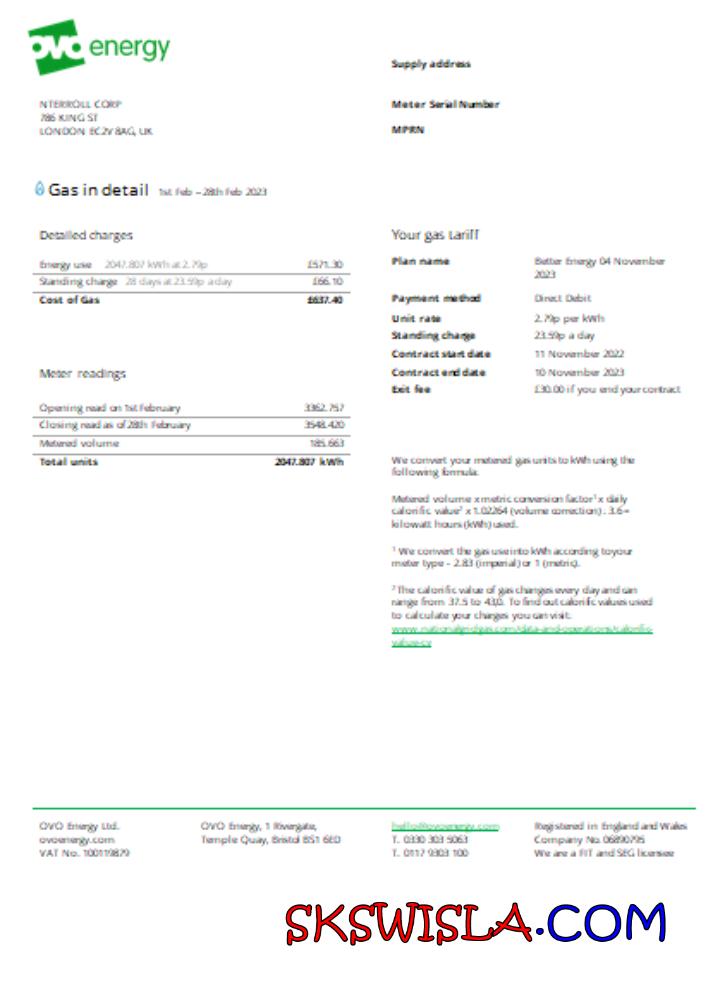 OVO energy
Supply address
NTERROLL CORP
786 KING ST
LONDON EC2V 8AG, UK
Meter Serial Number
MPRN
Gas in detail 1st Feb – 28th Feb 2023
Detailed charges
Energy use 2047.807 kWh at 2.79p £571.30
Standing charge 28 days at 23.59p a day £66.10
Cost of Gas £637.40
Meter readings
Opening read on 1st February 3362.757
Closing read as of 28th February 3548.420
Metered volume 185.663
Total units 2047.807 kWh
Your gas tariff
Plan name Better Energy 04 November
2023
Payment method Direct Debit
Unit rate 2.79p per kWh
Standing charge 23.59p a day
Contract start date 11 November 2022
Contract end date 10 November 2023
Exit fee £30.00 if you end your contract
We convert your metered gas units to kWh using the
following formula:
Metered volume x metric conversion factor¹ x daily
calorific value² x 1.02264 (volume correction) : 3.6 =
kilowatt hours (kWh) used.
¹ We convert the gas use into kWh according to your
meter type – 2.83 (imperial) or 1 (metric).
² The calorific value of gas changes every day and can
range from 37.5 to 43,0. To find out calorific values used
to calculate your charges you can visit:
www.nationalgridgas.com/data-and-operations/calorific-
value-cv
OVO Energy Ltd.
ovoenergy.com
VAT No. 100119879
OVO Energy, 1 Rivergate,
Temple Quay, Bristol BS1 6ED
hello@ovoenergy.com
T. 0330 303 5063
T. 0117 9303 100
Registered in England and Wales
Company No. 06890795
We are a FIT and SEG licensee
SKSWISLA.COM